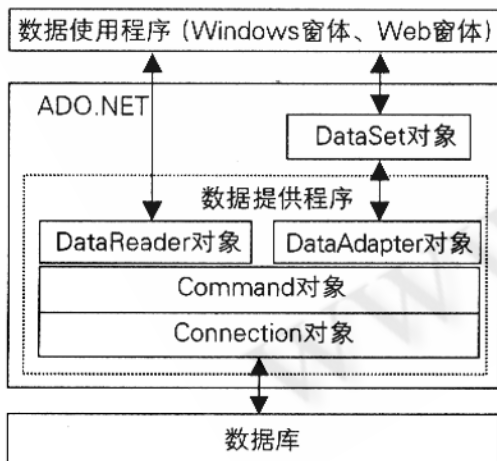 数据使用程序 (Windows窗体、Web窗体)
ADO.NET
DataSet对象
数据提供程序
DataReader对象
DataAdapter对象
Command对象
Connection对象
数据库